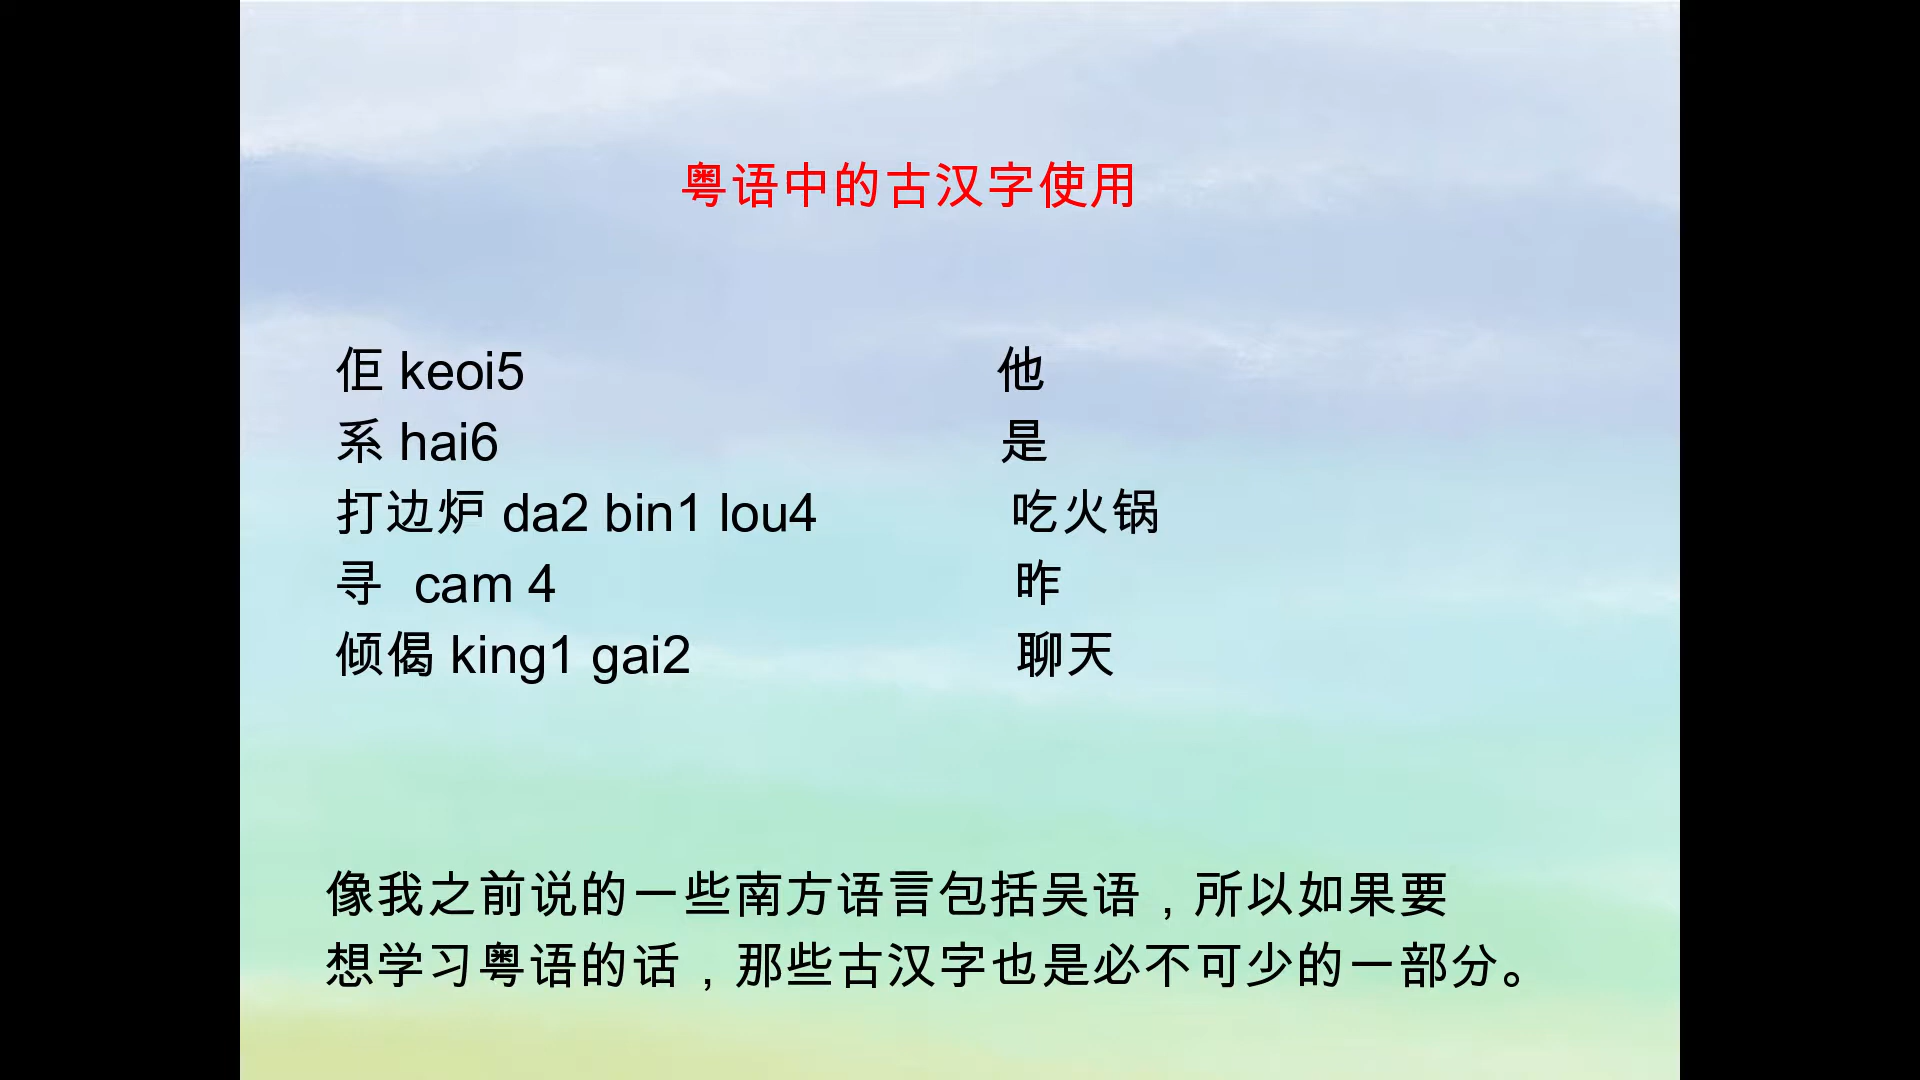 粤语中的古汉字使用
佢 keoi5 他
系 hai6 是
打边炉 da2 bin1 lou4 吃火锅
寻 cam 4 昨
倾偈 king1 gai2 聊天
像我之前说的一些南方语言包括吴语，所以如果要
想学习粤语的话，那些古汉字也是必不可少的一部分。